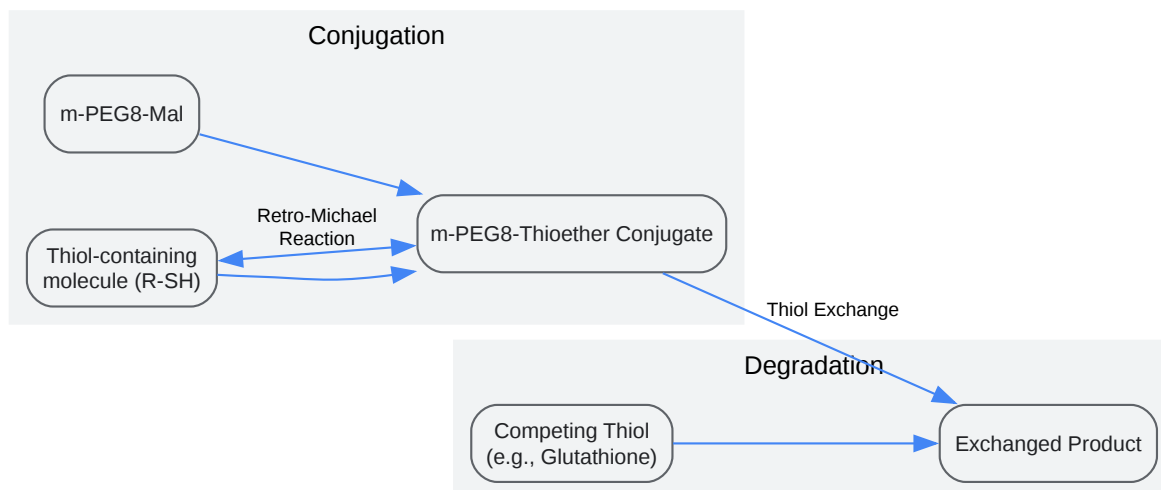 Conjugation
m-PEG8-Mal
Retro-Michael
Reaction
m-PEG8-Thioether Conjugate
Thiol-containing
molecule (R-SH)
Thiol Exchange
Degradation
Competing Thiol
(e.g., Glutathione)
Exchanged Product